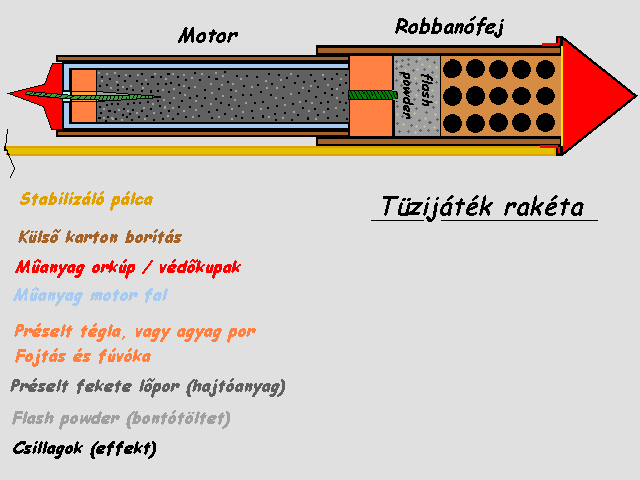 Motor
Robbanófej
flash
powder
Tüzijáték rakéta
Stabilizáló pálca
Külsõ karton borítás
Mûanyag orkúp / védõkupak
Mûanyag motor fal
Préselt tégla, vagy agyag por
Fojtás és fúvóka
Préselt fekete lõpor (hajtóanyag)
Flash powder (bontótöltet)
Csillagok (effekt)